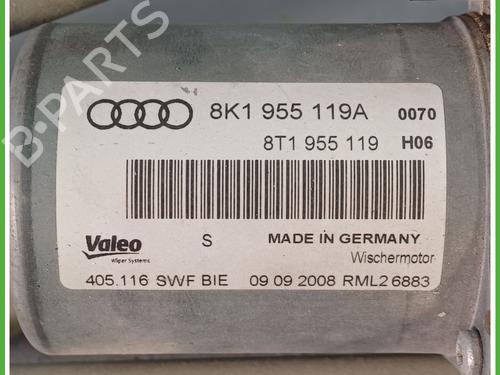 B-PARTS
8K1 955 119A 0070
8T1 955 119 H06
Valeo S MADE IN GERMANY
Wiper Systems Wischermotor
405.116 SWF BIE 09 09 2008 RML2 6883